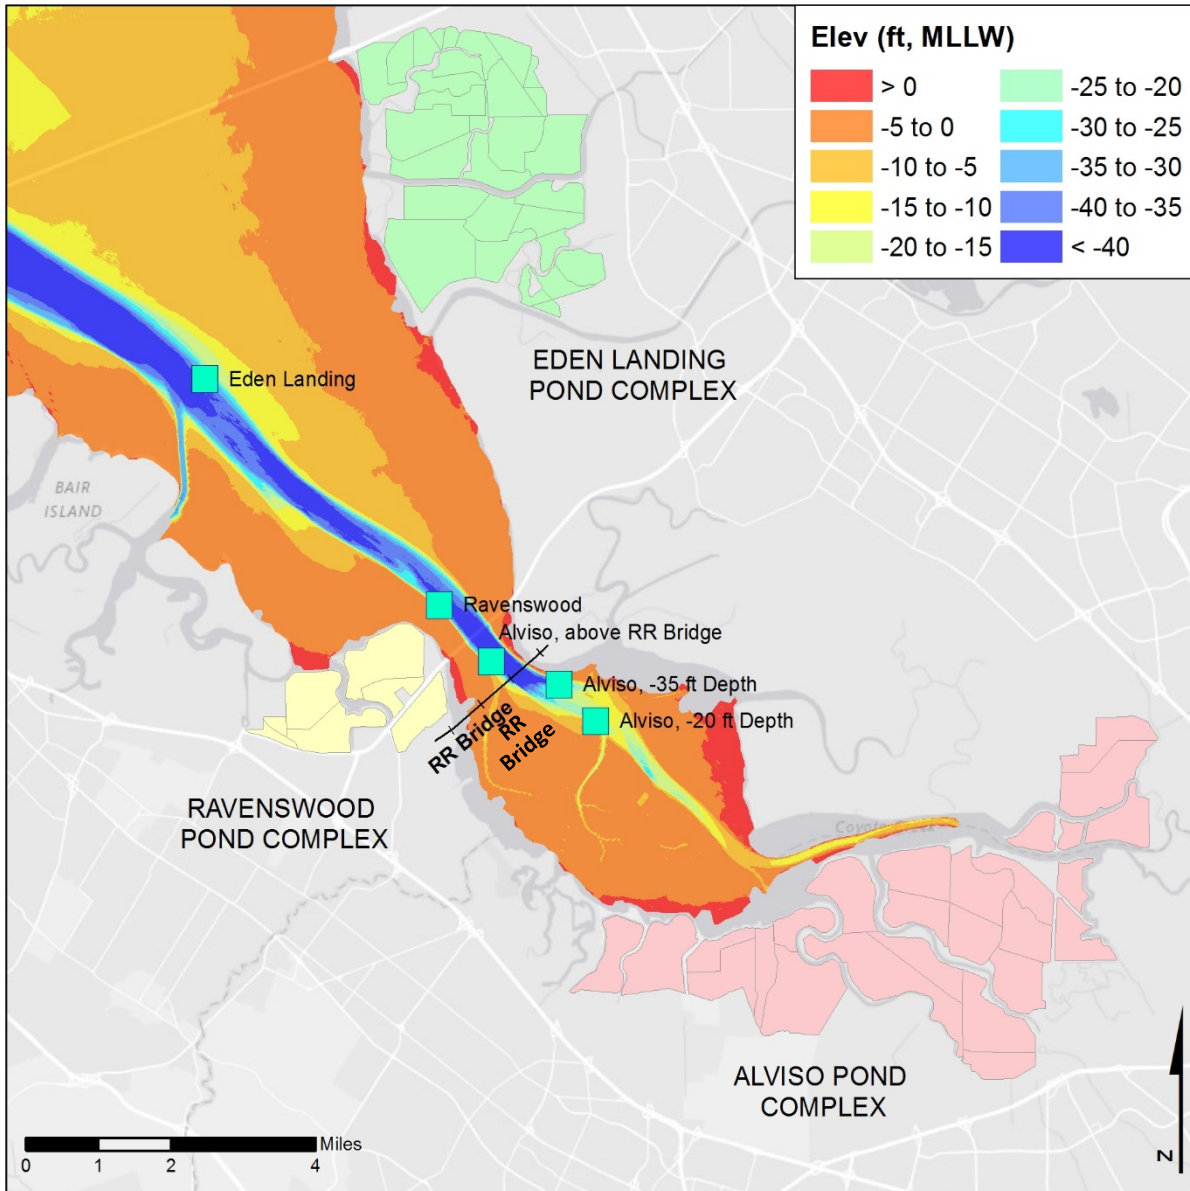 Elev (ft, MLLW)
> 0
-5 to 0
-10 to -5
-15 to -10
-20 to -15
-25 to -20
-30 to -25
-35 to -30
-40 to -35
< -40
EDEN LANDING
POND COMPLEX
Eden Landing
BAIR
ISLAND
Ravenswood
Alviso, above RR Bridge
Alviso, -35 ft Depth
Alviso, -20 ft Depth
RR Bridge
RR
Bridge
RAVENSWOOD
POND COMPLEX
Coyote Creek
ALVISO POND
COMPLEX
Miles
0 1 2 4
N